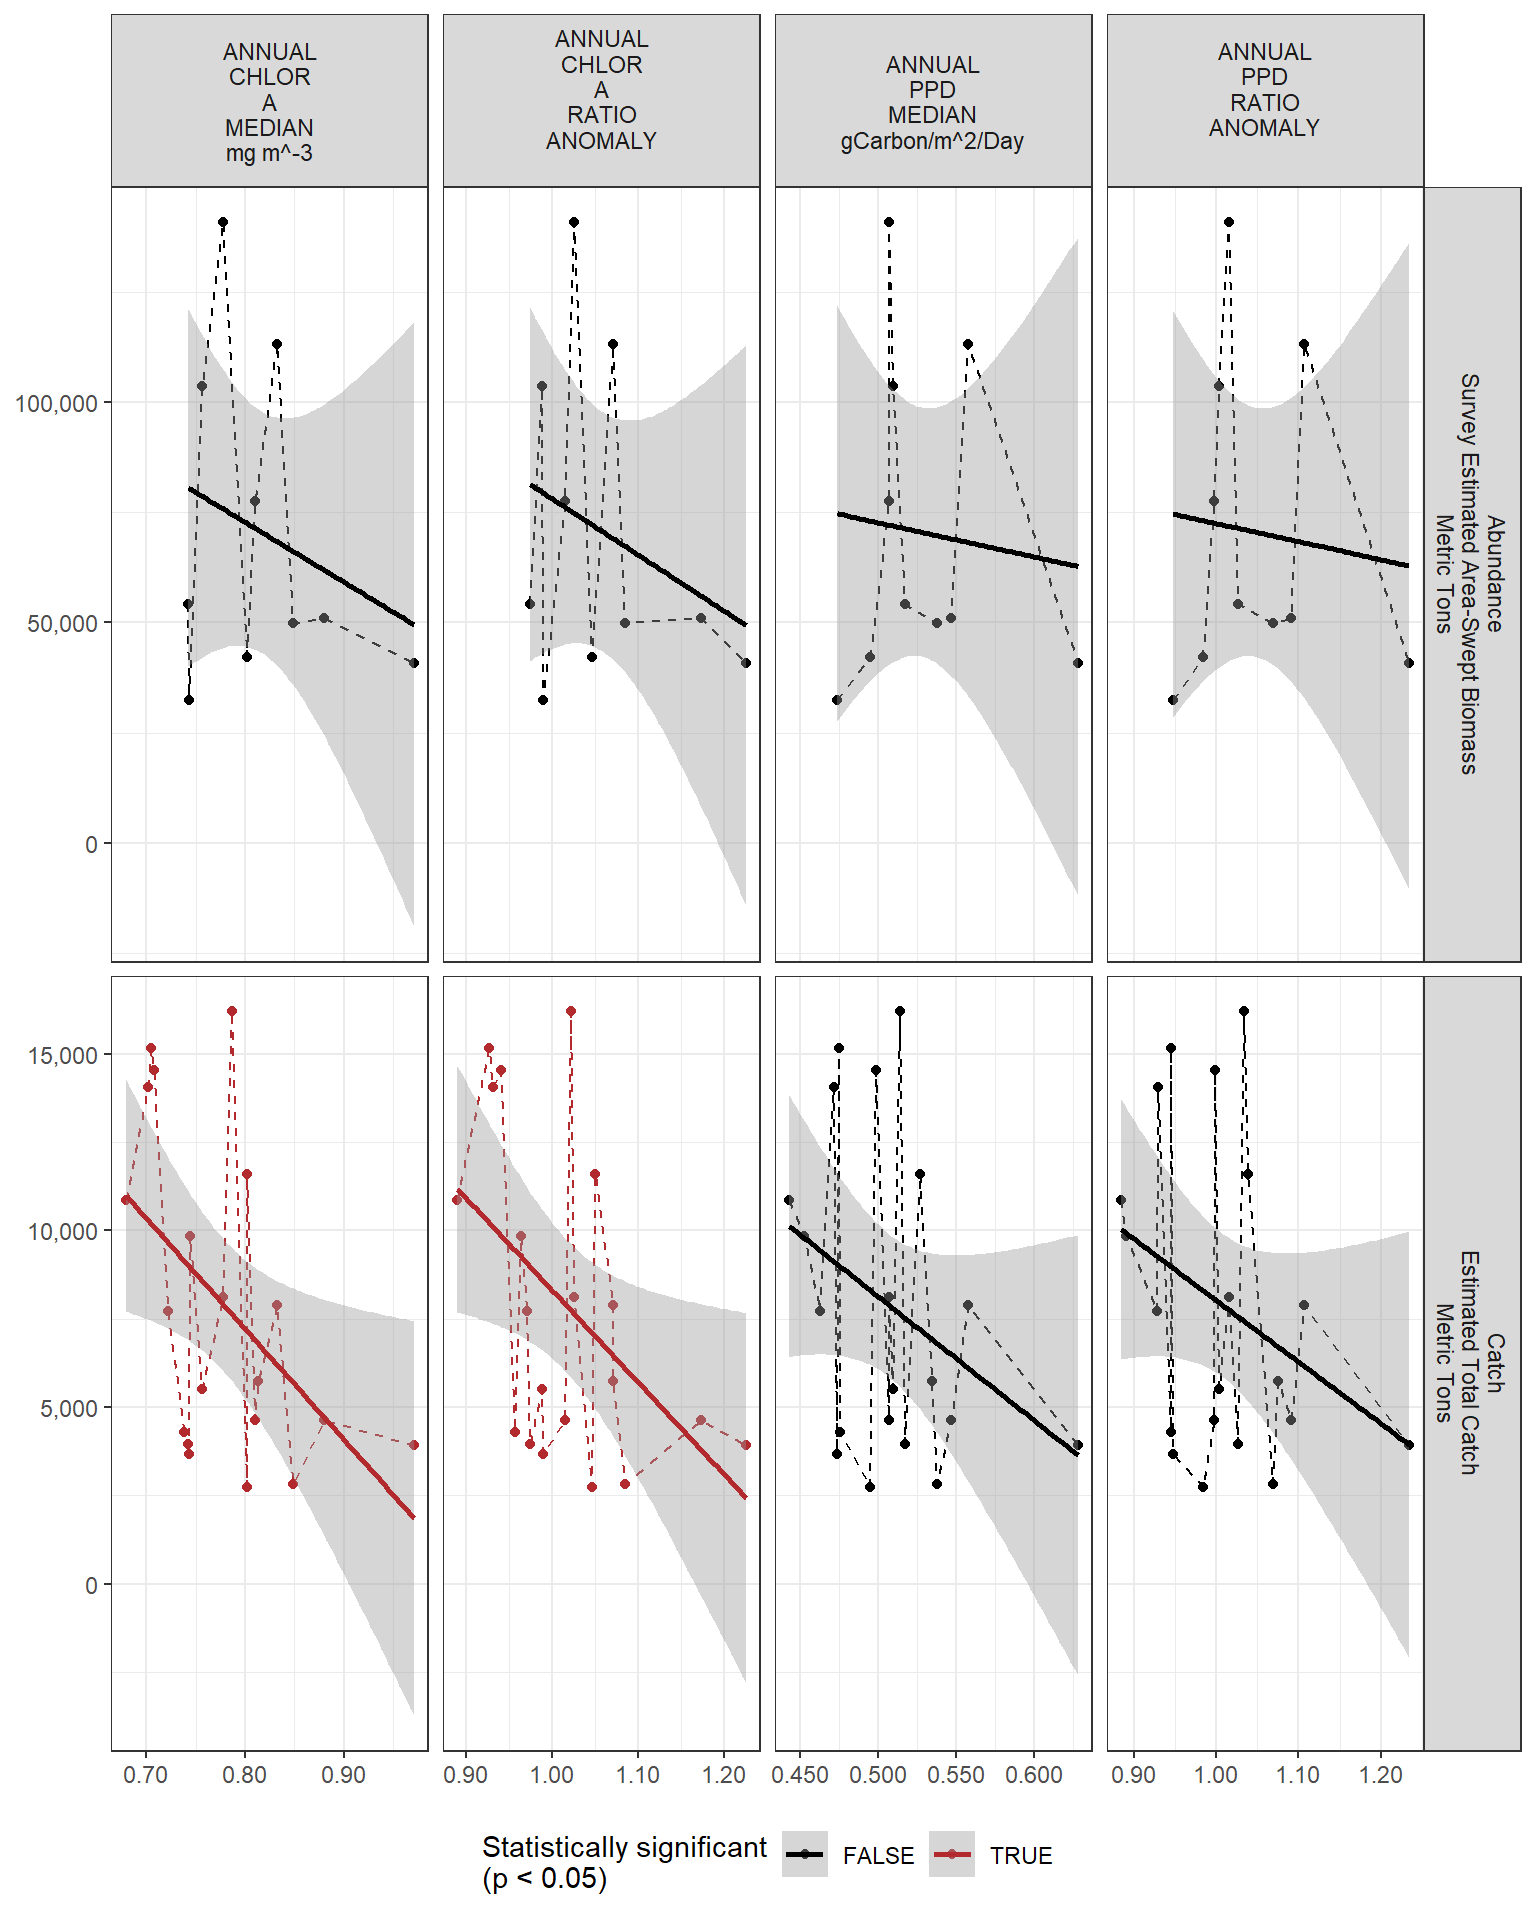 ANNUAL
CHLOR
A
MEDIAN
mg m^-3
ANNUAL
CHLOR
A
RATIO
ANOMALY
ANNUAL
PPD
MEDIAN
gCarbon/m^2/Day
ANNUAL
PPD
RATIO
ANOMALY
100,000
50,000
0
Abundance
Survey Estimated Area-Swept Biomass
Metric Tons
15,000
10,000
5,000
0
Catch
Estimated Total Catch
Metric Tons
0.70 0.80 0.90
0.90 1.00 1.10 1.20
0.450 0.500 0.550 0.600
0.90 1.00 1.10 1.20
Statistically significant
(p < 0.05)
FALSE
TRUE